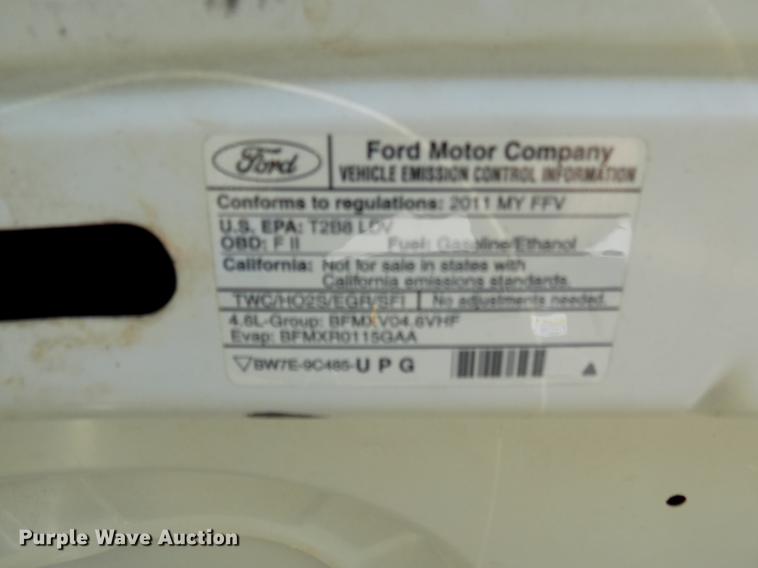 Ford
Ford Motor Company
VEHICLE EMISSION CONTROL INFORMATION
Conforms to regulations: 2011 MY FFV
U.S. EPA: T2B8 LDV
OBD: F II Fuel: Gasoline/Ethanol
California: Not for sale in states with
California emissions standards.
TWC/HO2S/EGR/SFI No adjustments needed.
4.6L-Group: BFMXV04.6VHF
Evap: BFMXR0115GAA
BW7E-9C485-U P G
Purple Wave Auction